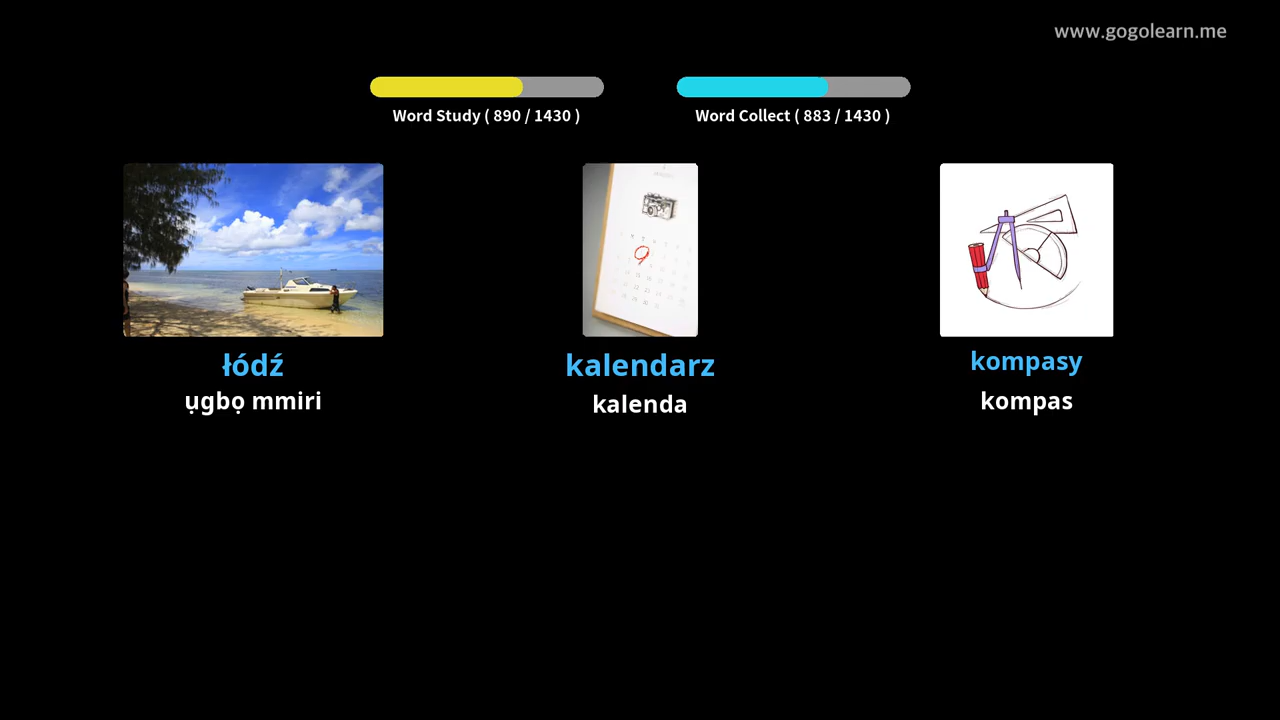 www.gogolearn.me
Word Study ( 890 / 1430 )
Word Collect ( 883 / 1430 )
łódź
kalendarz
kompasy
ụgbọ mmiri
kalenda
kompas